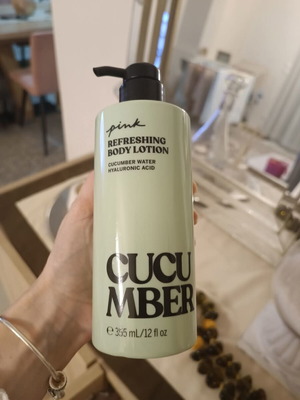 pink
REFRESHING
BODY LOTION
CUCUMBER WATER
HYALURONIC ACID
CUCU
MBER
℮ 355 mL/12 fl oz